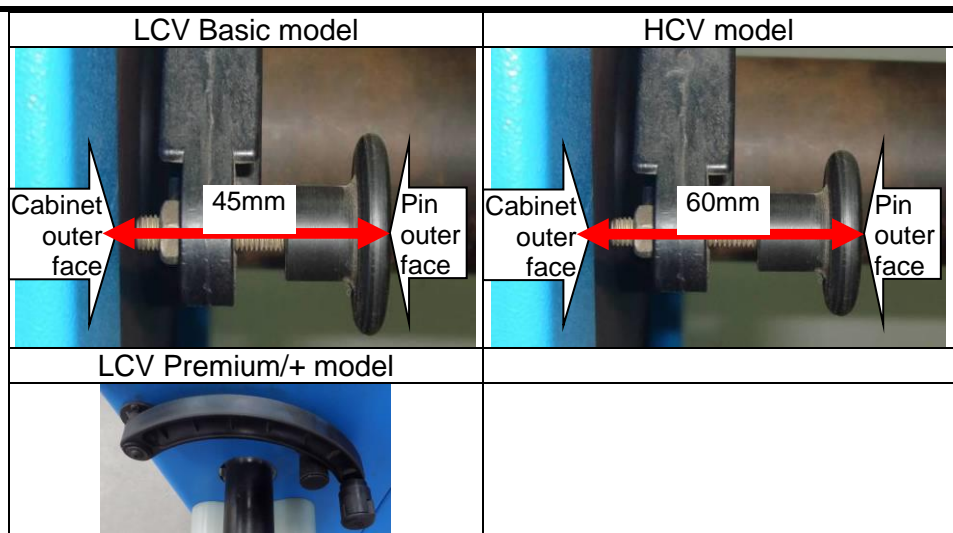 LCV Basic model
HCV model
Cabinet
outer
face
45mm
Pin
outer
face
Cabinet
outer
face
60mm
Pin
outer
face
LCV Premium/+ model